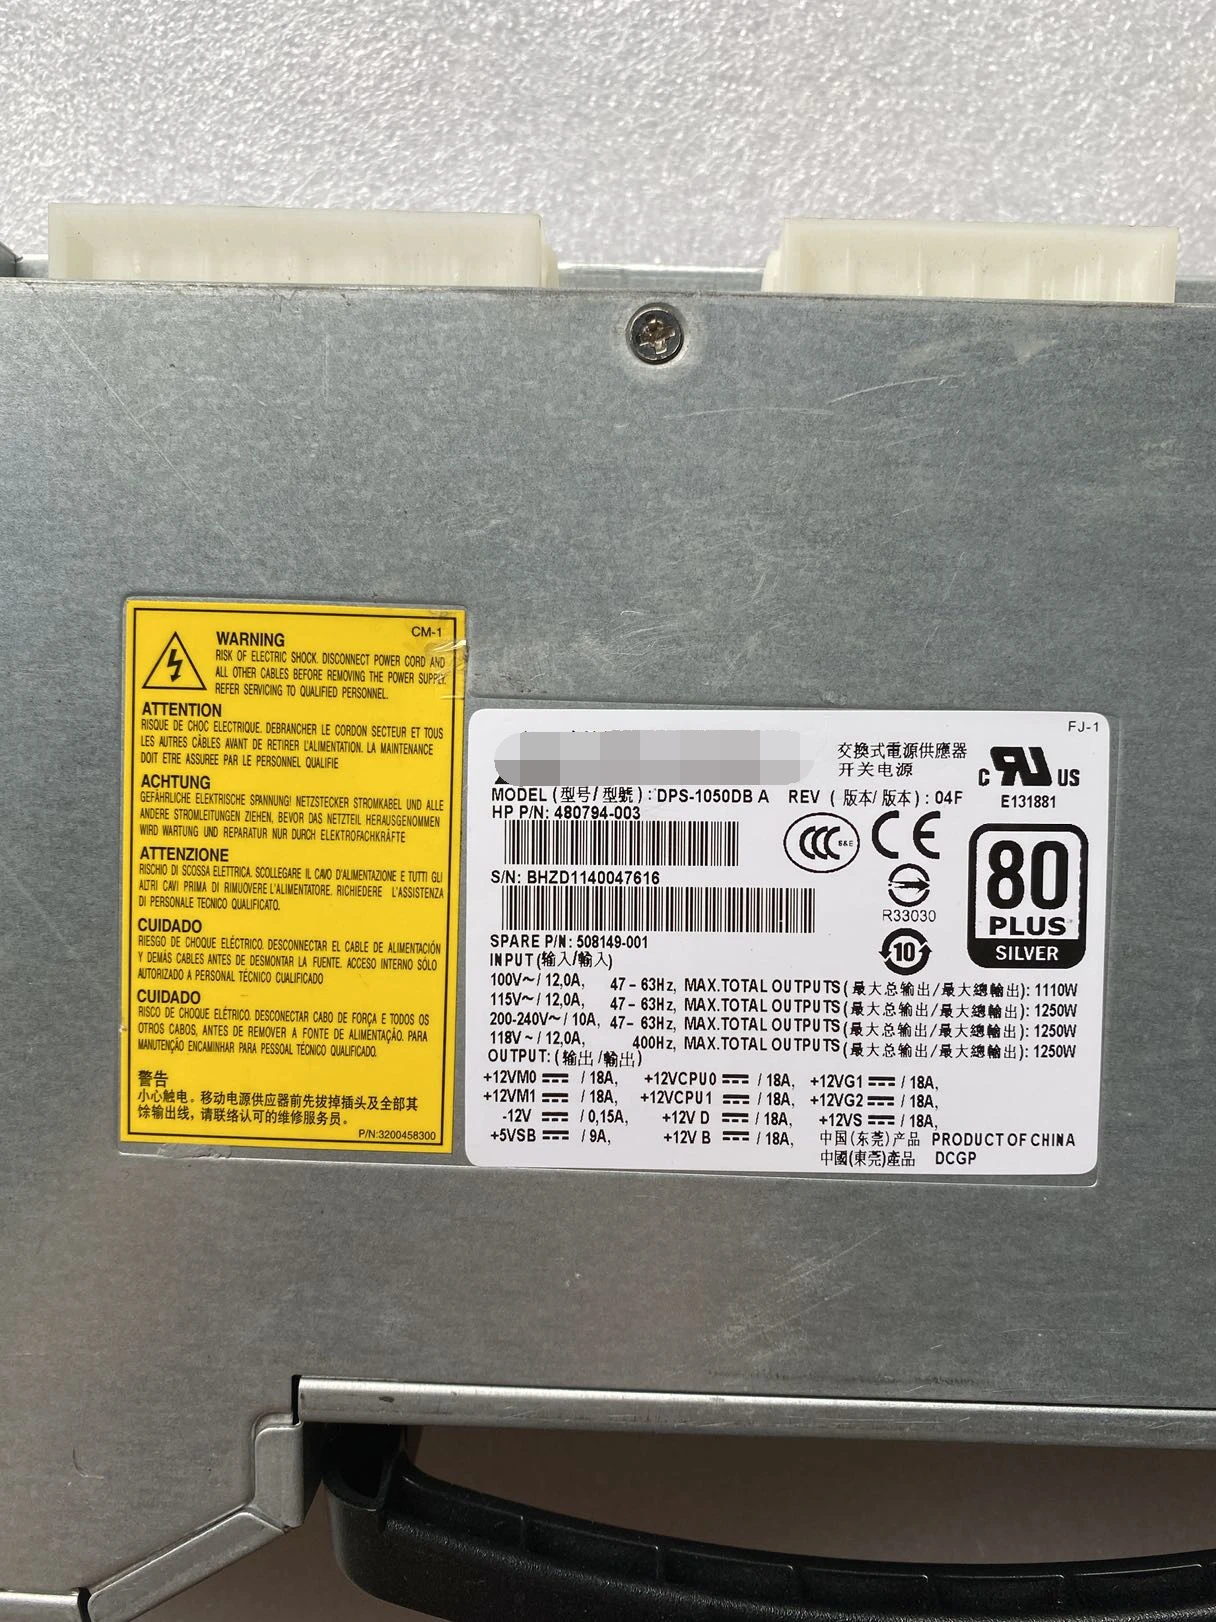 CM-1
WARNING
RISK OF ELECTRIC SHOCK. DISCONNECT POWER CORD AND
ALL OTHER CABLES BEFORE REMOVING THE POWER SUPPLY.
REFER SERVICING TO QUALIFIED PERSONNEL.
ATTENTION
RISQUE DE CHOC ELECTRIQUE. DEBRANCHER LE CORDON SECTEUR ET TOUS
LES AUTRES CÂBLES AVANT DE RETIRER L'ALIMENTATION. LA MAINTENANCE
DOIT ETRE ASSUREE PAR LE PERSONNEL QUALIFIE
ACHTUNG
GEFÄHRLICHE ELEKTRISCHE SPANNUNG! NETZSTECKER STROMKABEL UND ALLE
ANDERE STROMLEITUNGEN ZIEHEN, BEVOR DAS NETZTEIL HERAUSGENOMMEN
WIRD WARTUNG UND REPARATUR NUR DURCH ELEKTROFACHKRÄFTE
ATTENZIONE
RISCHIO DI SCOSSA ELETTRICA. SCOLLEGARE IL CAVO D'ALIMENTAZIONE E TUTTI GLI
ALTRI CAVI PRIMA DI RIMUOVERE L'ALIMENTATORE. RICHIEDERE L'ASSISTENZA
DI PERSONALE TECNICO QUALIFICATO.
CUIDADO
RIESGO DE CHOQUE ELÉCTRICO. DESCONECTAR EL CABLE DE ALIMENTACIÓN
Y DEMÁS CABLES ANTES DE DESMONTAR LA FUENTE. ACCESO INTERNO SÓLO
AUTORIZADO A PERSONAL TÉCNICO CUALIFICADO
CUIDADO
RISCO DE CHOQUE ELÉTRICO. DESCONECTAR CABO DE FORÇA E TODOS OS
OTROS CABOS, ANTES DE REMOVER A FONTE DE ALIMENTAÇÃO. PARA
MANUTENÇÃO ENCAMINHAR PARA PESSOAL TÉCNICO QUALIFICADO.
警告
小心触电。移动电源供应器前先拔掉插头及全部其
馀输出线，请联络认可的维修服务员。
P/N:3200458300
FJ-1
交換式電源供應器
开关电源
C US
E131881
MODEL (型号/型號): DPS-1050DB A REV (版本/版本): 04F
HP P/N: 480794-003
S&E
CE
R33030
10
80
PLUS
SILVER
S/N: BHZD1140047616
SPARE P/N: 508149-001
INPUT (输入/輸入)
100V~/ 12,0A, 47-63Hz, MAX.TOTAL OUTPUTS (最大总输出/最大總輸出): 1110W
115V~/ 12,0A, 47-63Hz, MAX.TOTAL OUTPUTS (最大总输出/最大總輸出): 1250W
200-240V~/ 10A, 47-63Hz, MAX.TOTAL OUTPUTS (最大总输出/最大總輸出): 1250W
118V~/ 12,0A, 400Hz, MAX.TOTAL OUTPUTS (最大总输出/最大總輸出): 1250W
OUTPUT: (输出/輸出)
+12VM0 / 18A, +12VCPU0 / 18A, +12VG1 / 18A,
+12VM1 / 18A, +12VCPU1 / 18A, +12VG2 / 18A,
-12V / 0,15A, +12V D / 18A, +12VS / 18A,
+5VSB / 9A, +12V B / 18A, 中国(东莞)产品 PRODUCT OF CHINA
中國(東莞)產品 DCGP